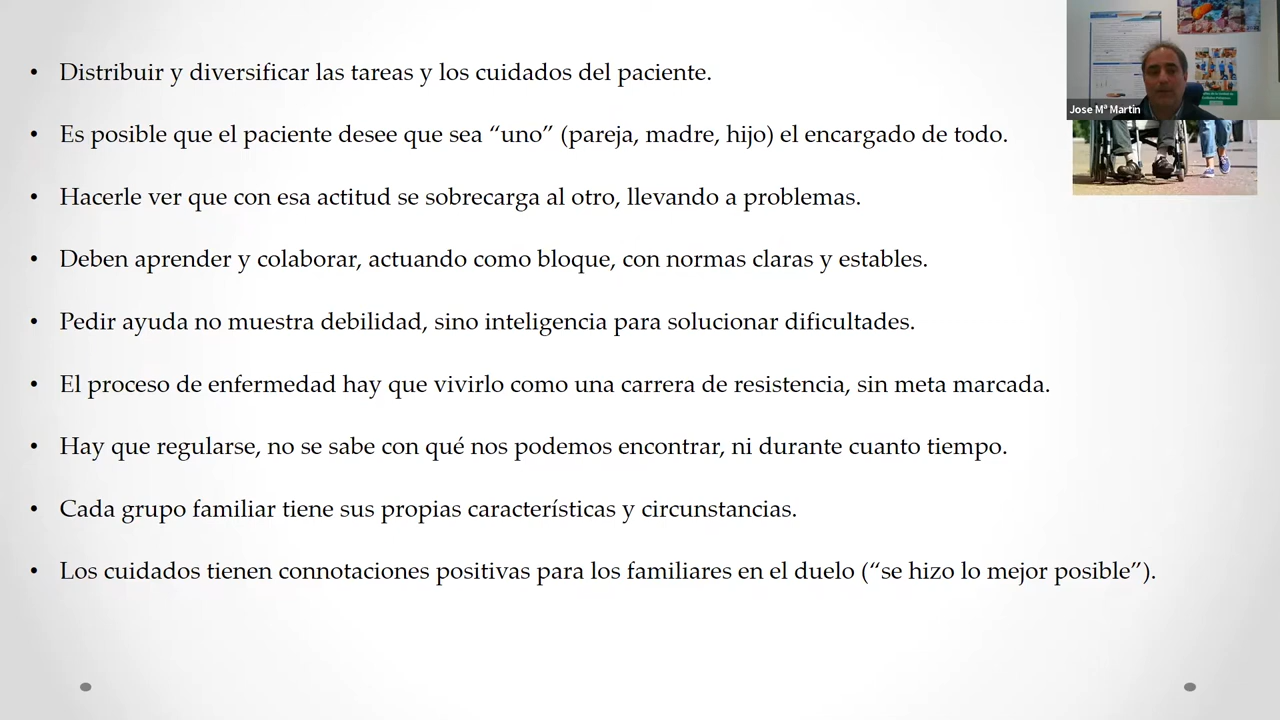 • Distribuir y diversificar las tareas y los cuidados del paciente.
• Es posible que el paciente desee que sea “uno” (pareja, madre, hijo) el encargado de todo.
• Hacerle ver que con esa actitud se sobrecarga al otro, llevando a problemas.
• Deben aprender y colaborar, actuando como bloque, con normas claras y estables.
• Pedir ayuda no muestra debilidad, sino inteligencia para solucionar dificultades.
• El proceso de enfermedad hay que vivirlo como una carrera de resistencia, sin meta marcada.
• Hay que regularse, no se sabe con qué nos podemos encontrar, ni durante cuanto tiempo.
• Cada grupo familiar tiene sus propias características y circunstancias.
• Los cuidados tienen connotaciones positivas para los familiares en el duelo (“se hizo lo mejor posible”).
Jose Mª Martín